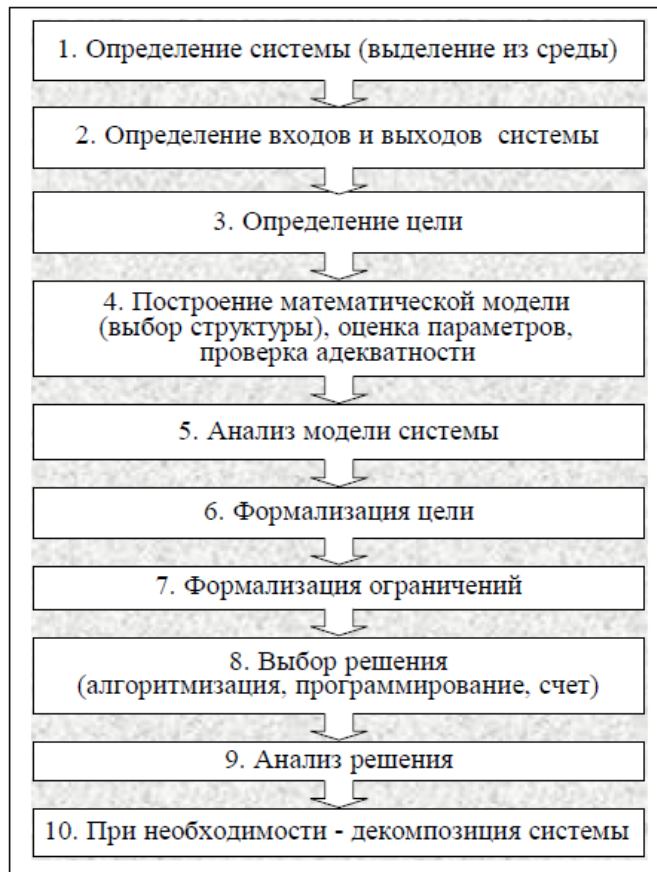 1. Определение системы (выделение из среды)
2. Определение входов и выходов системы
3. Определение цели
4. Построение математической модели
(выбор структуры), оценка параметров,
проверка адекватности
5. Анализ модели системы
6. Формализация цели
7. Формализация ограничений
8. Выбор решения
(алгоритмизация, программирование, счет)
9. Анализ решения
10. При необходимости - декомпозиция системы